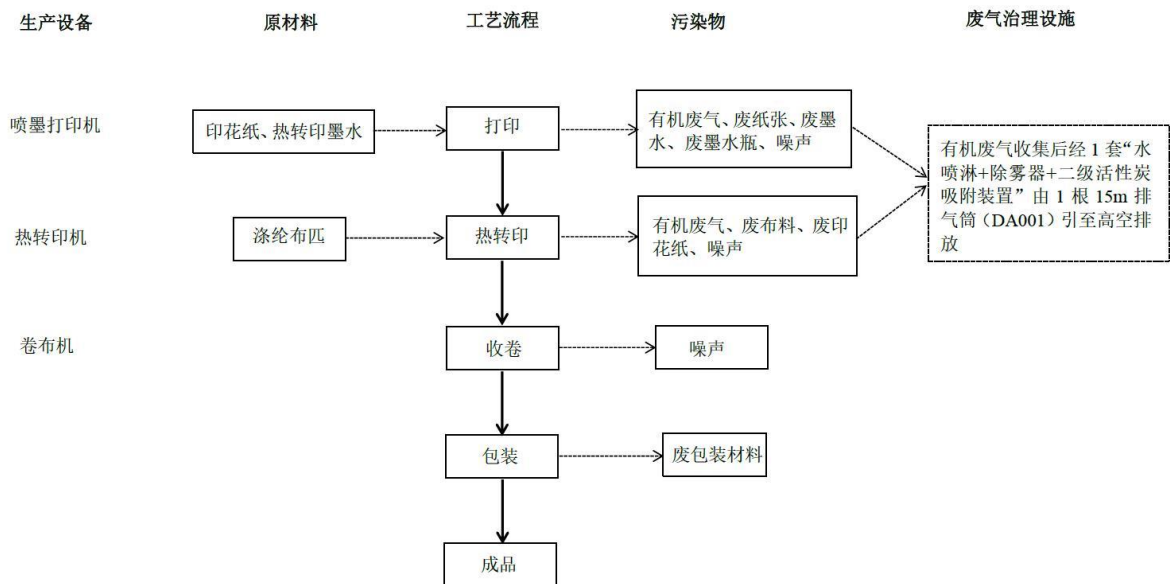 生产设备 原材料 工艺流程 污染物 废气治理设施
喷墨打印机
印花纸、热转印墨水
打印
有机废气、废纸张、废墨
水、废墨水瓶、噪声
有机废气收集后经 1 套“水
喷淋+除雾器+二级活性炭
吸附装置” 由 1 根 15m 排
气筒（DA001）引至高空排
放
热转印机
涤纶布匹
热转印
有机废气、废布料、废印
花纸、噪声
卷布机
收卷
噪声
包装
废包装材料
成品